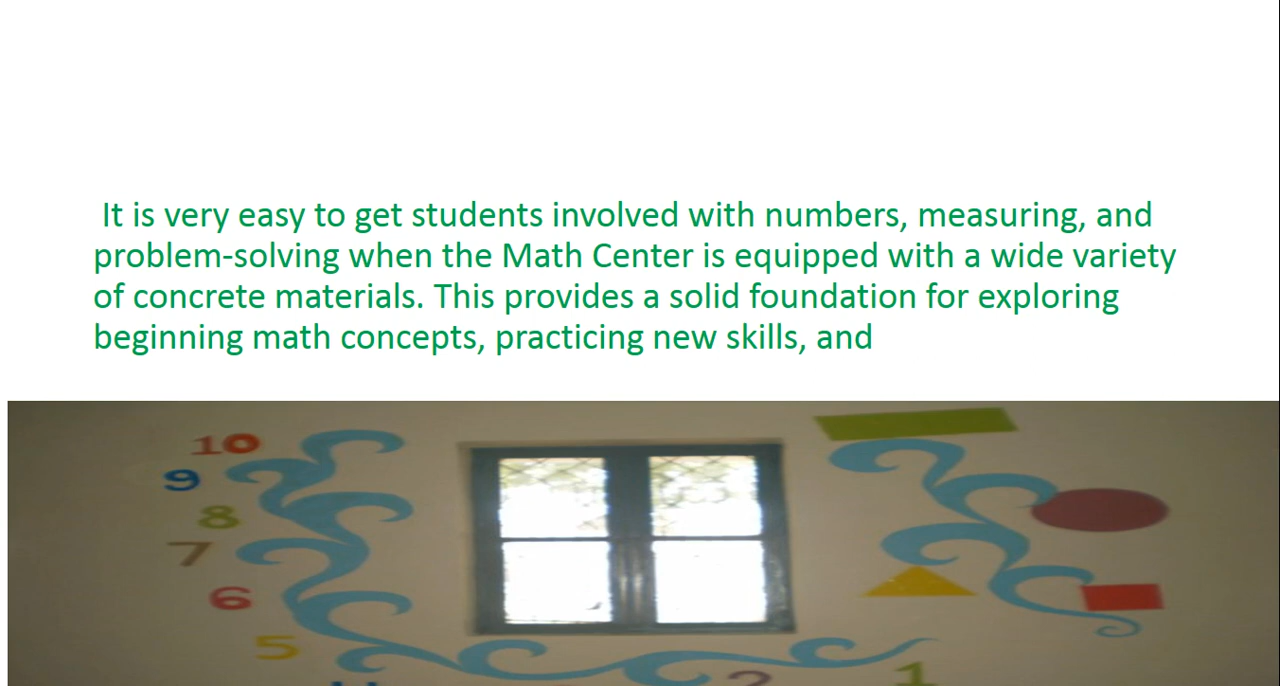 It is very easy to get students involved with numbers, measuring, and
problem-solving when the Math Center is equipped with a wide variety
of concrete materials. This provides a solid foundation for exploring
beginning math concepts, practicing new skills, and
10
9
8
7
6
5
2
1